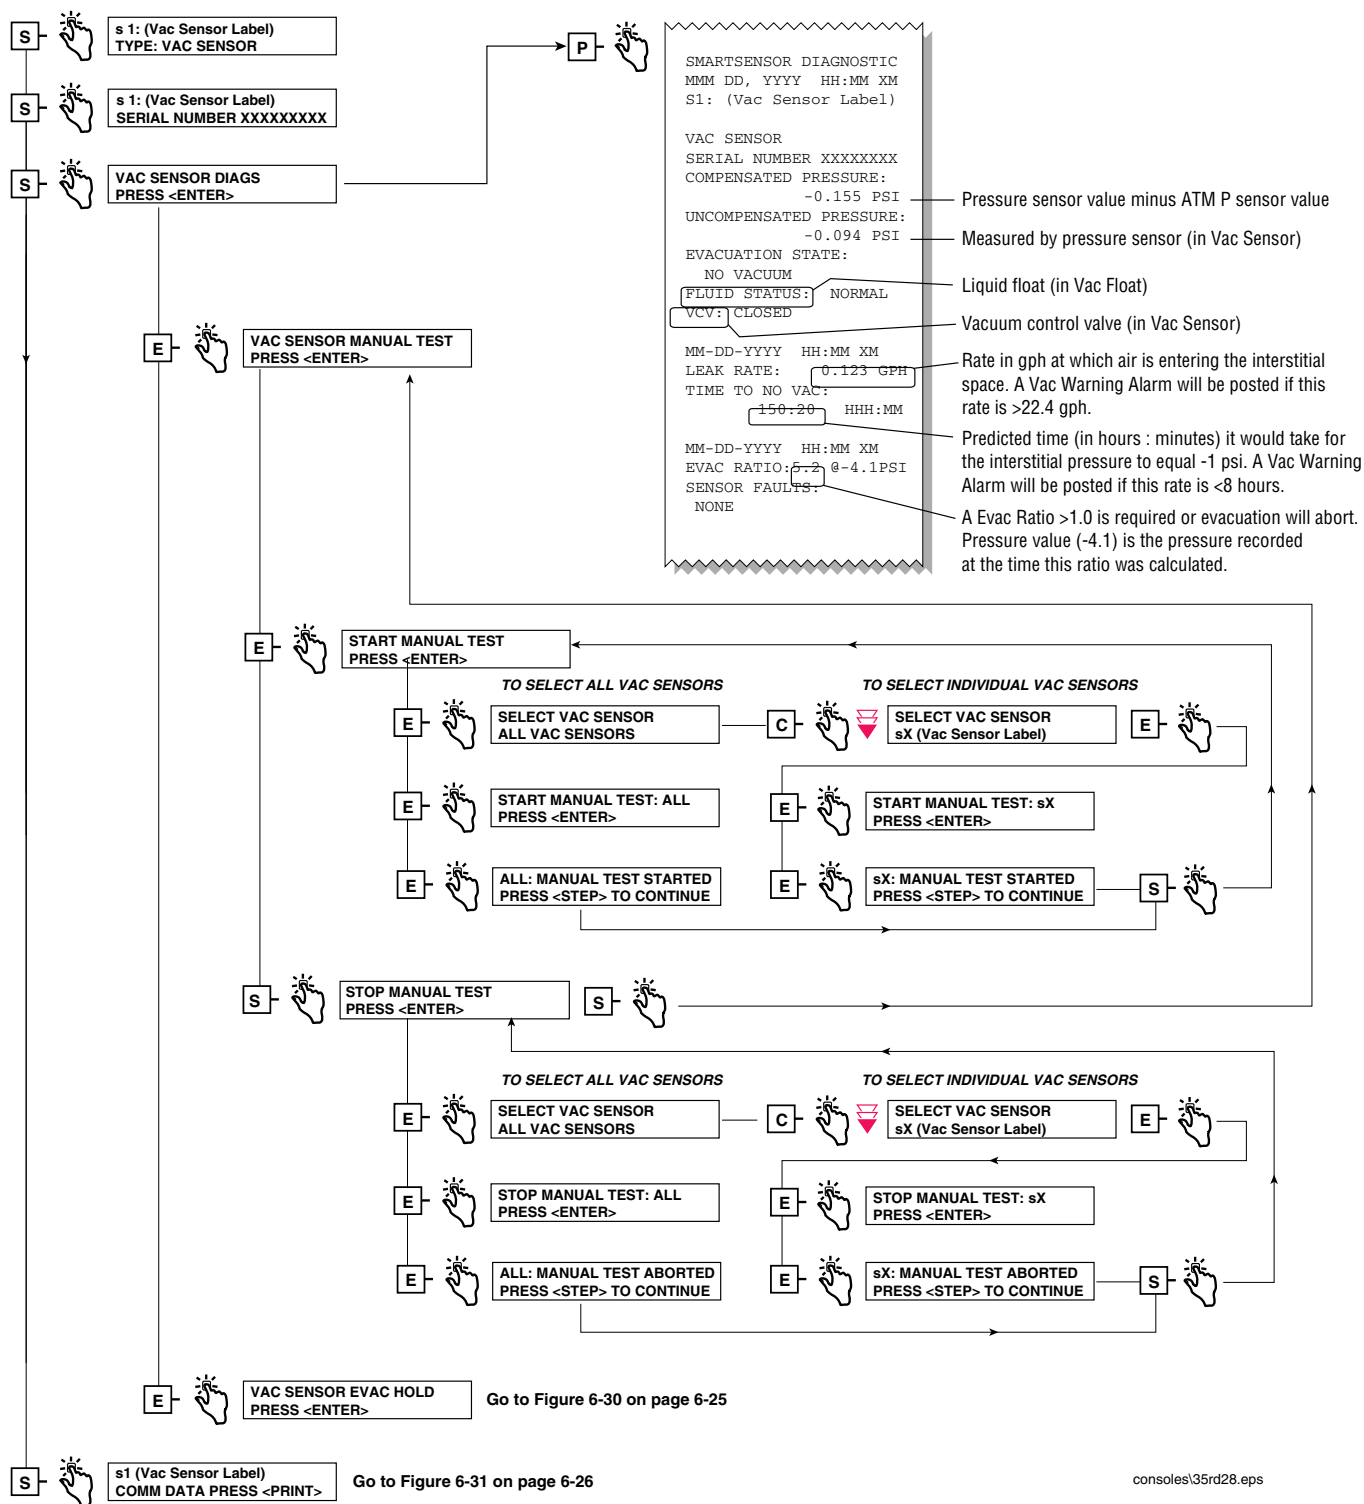 S
s 1: (Vac Sensor Label)
TYPE: VAC SENSOR
S
s 1: (Vac Sensor Label)
SERIAL NUMBER XXXXXXXXX
S
VAC SENSOR DIAGS
PRESS <ENTER>
P
SMARTSENSOR DIAGNOSTIC
MMM DD, YYYY HH:MM XM
S1: (Vac Sensor Label)
VAC SENSOR
SERIAL NUMBER XXXXXXXX
COMPENSATED PRESSURE:
-0.155 PSI
UNCOMPENSATED PRESSURE:
-0.094 PSI
EVACUATION STATE:
NO VACUUM
FLUID STATUS: NORMAL
VCV: CLOSED
MM-DD-YYYY HH:MM XM
LEAK RATE: 0.123 GPH
TIME TO NO VAC:
150:20 HHH:MM
MM-DD-YYYY HH:MM XM
EVAC RATIO:5.2 @-4.1PSI
SENSOR FAULTS:
NONE
Pressure sensor value minus ATM P sensor value
Measured by pressure sensor (in Vac Sensor)
Liquid float (in Vac Float)
Vacuum control valve (in Vac Sensor)
Rate in gph at which air is entering the interstitial
space. A Vac Warning Alarm will be posted if this
rate is >22.4 gph.
Predicted time (in hours : minutes) it would take for
the interstitial pressure to equal -1 psi. A Vac Warning
Alarm will be posted if this rate is <8 hours.
A Evac Ratio >1.0 is required or evacuation will abort.
Pressure value (-4.1) is the pressure recorded
at the time this ratio was calculated.
E
VAC SENSOR MANUAL TEST
PRESS <ENTER>
E
START MANUAL TEST
PRESS <ENTER>
TO SELECT ALL VAC SENSORS
TO SELECT INDIVIDUAL VAC SENSORS
E
SELECT VAC SENSOR
ALL VAC SENSORS
C
SELECT VAC SENSOR
sX (Vac Sensor Label)
E
E
START MANUAL TEST: ALL
PRESS <ENTER>
E
START MANUAL TEST: sX
PRESS <ENTER>
E
ALL: MANUAL TEST STARTED
PRESS <STEP> TO CONTINUE
E
sX: MANUAL TEST STARTED
PRESS <STEP> TO CONTINUE
S
S
STOP MANUAL TEST
PRESS <ENTER>
S
TO SELECT ALL VAC SENSORS
TO SELECT INDIVIDUAL VAC SENSORS
E
SELECT VAC SENSOR
ALL VAC SENSORS
C
SELECT VAC SENSOR
sX (Vac Sensor Label)
E
E
STOP MANUAL TEST: ALL
PRESS <ENTER>
E
STOP MANUAL TEST: sX
PRESS <ENTER>
E
ALL: MANUAL TEST ABORTED
PRESS <STEP> TO CONTINUE
E
sX: MANUAL TEST ABORTED
PRESS <STEP> TO CONTINUE
S
E
VAC SENSOR EVAC HOLD
PRESS <ENTER>
Go to Figure 6-30 on page 6-25
S
s1 (Vac Sensor Label)
COMM DATA PRESS <PRINT>
Go to Figure 6-31 on page 6-26
consoles\35rd28.eps